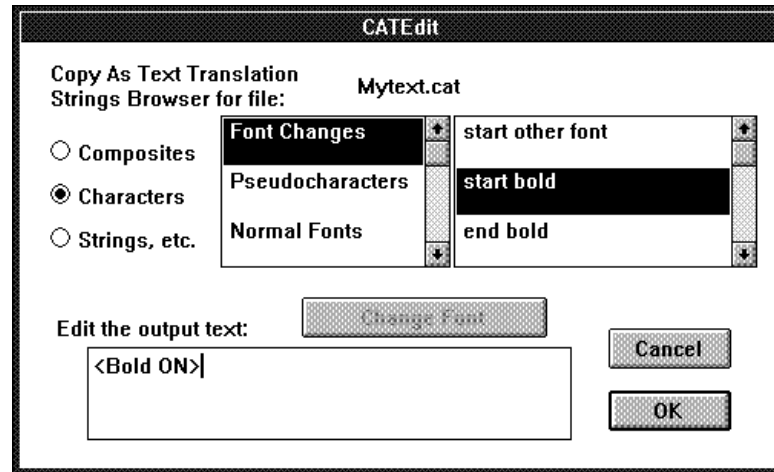 CATEdit
Copy As Text Translation
Strings Browser for file:
Mytext.cat
Composites
Characters
Strings, etc.
Font Changes
Pseudocharacters
Normal Fonts
start other font
start bold
end bold
Change Font
Edit the output text:
<Bold ON>
Cancel
OK